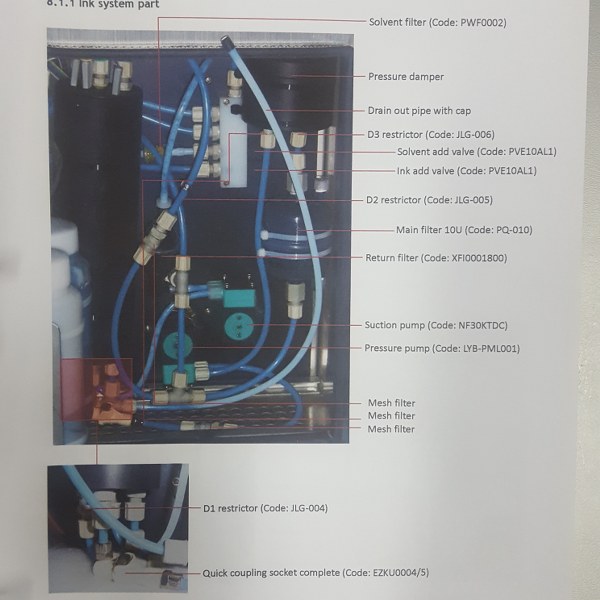 8.1.1 Ink system part
Solvent filter (Code: PWF0002)
Pressure damper
Drain out pipe with cap
D3 restrictor (Code: JLG-006)
Solvent add valve (Code: PVE10AL1)
Ink add valve (Code: PVE10AL1)
D2 restrictor (Code: JLG-005)
Main filter 10U (Code: PQ-010)
Return filter (Code: XFI0001800)
Suction pump (Code: NF30KTDC)
Pressure pump (Code: LYB-PML001)
Mesh filter
Mesh filter
Mesh filter
D1 restrictor (Code: JLG-004)
Quick coupling socket complete (Code: EZKU0004/5)